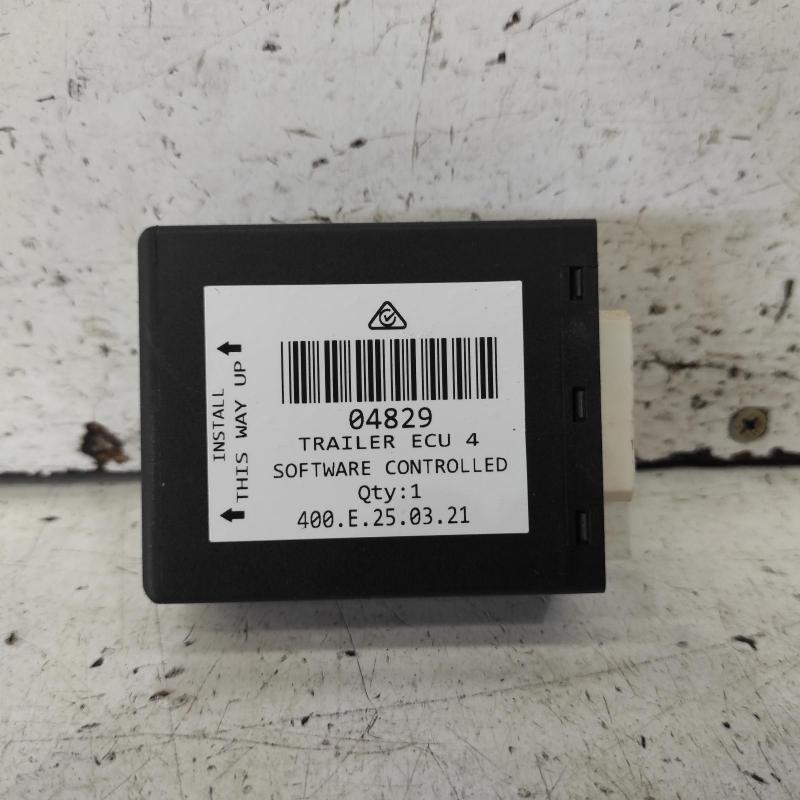 INSTALL
THIS WAY UP
04829
TRAILER ECU 4
SOFTWARE CONTROLLED
Qty:1
400.E.25.03.21